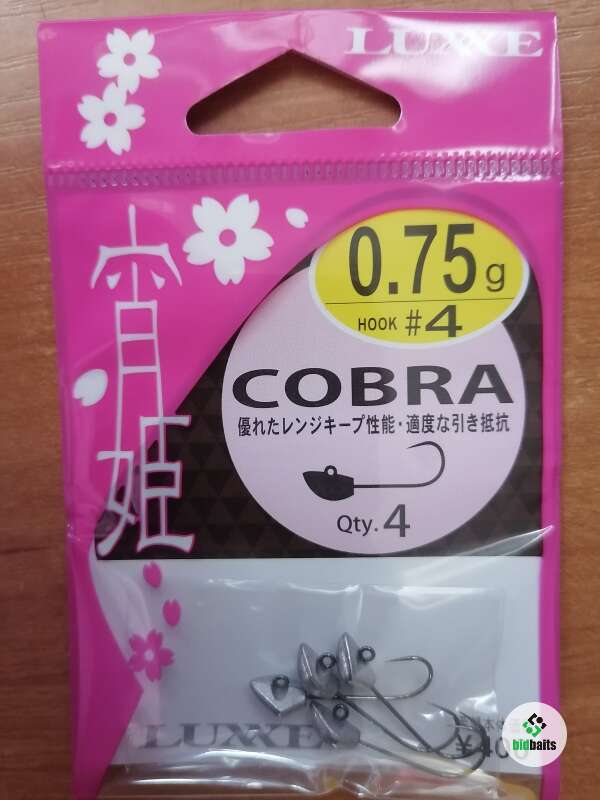 LUXXE
宵姫
0.75g
HOOK #4
COBRA
優れたレンジキープ性能・適度な引き抵抗
Qty. 4
LUXXE
bidbaits